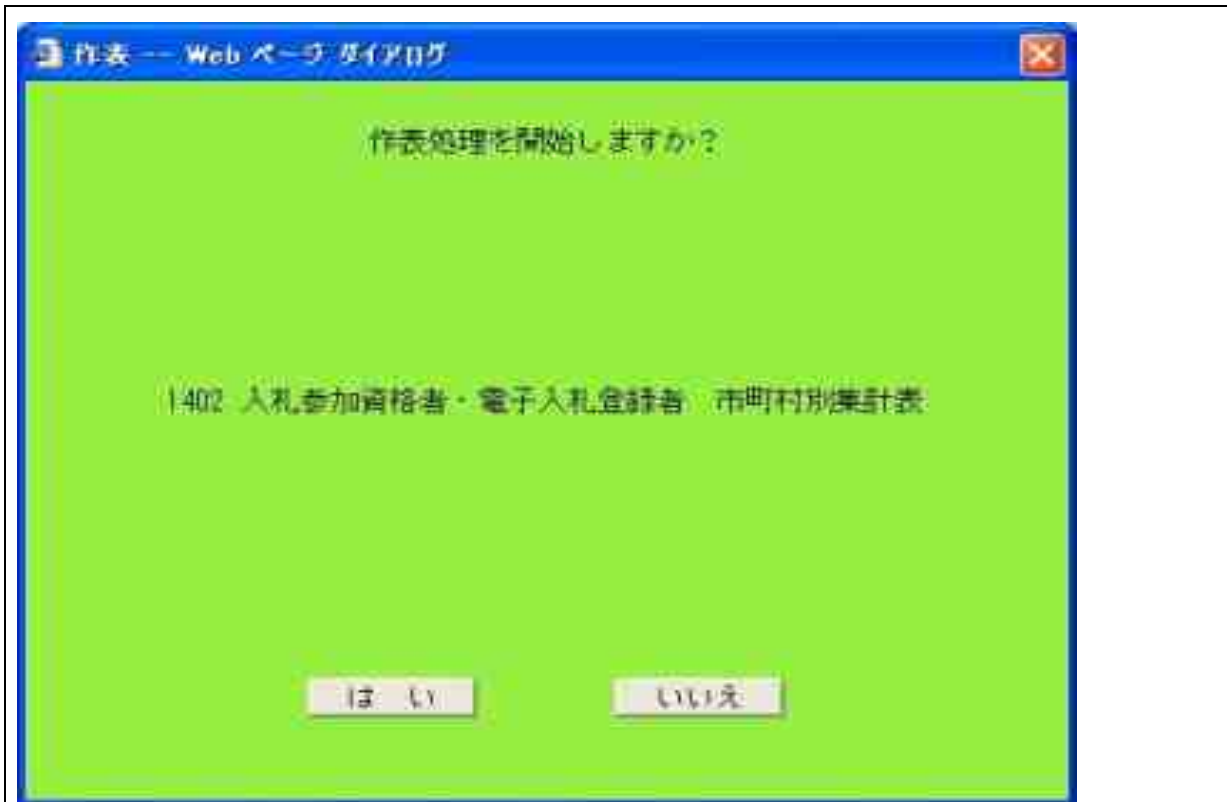 作表 -- Web ページ ダイアログ
作表処理を開始しますか?
1402 入札参加資格者・電子入札登録者　市町村別集計表
は　い
いいえ